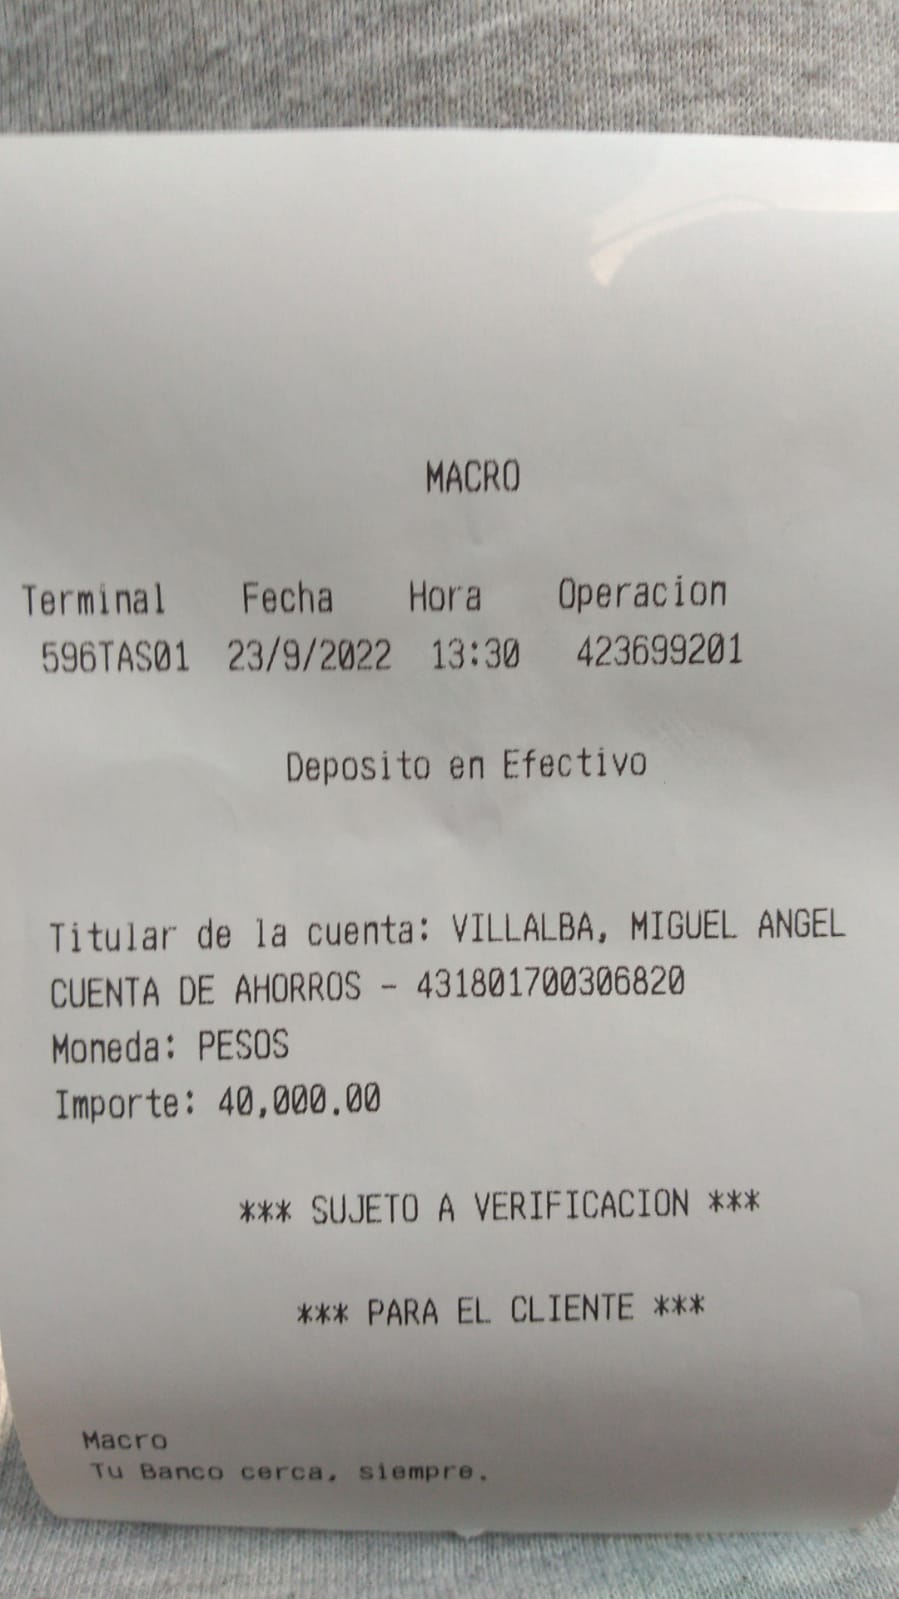 MACRO
Terminal Fecha Hora Operacion
596TAS01 23/9/2022 13:30 423699201
Deposito en Efectivo
Titular de la cuenta: VILLALBA, MIGUEL ANGEL
CUENTA DE AHORROS - 431801700306820
Moneda: PESOS
Importe: 40,000.00
*** SUJETO A VERIFICACION ***
*** PARA EL CLIENTE ***
Macro
Tu Banco cerca, siempre.